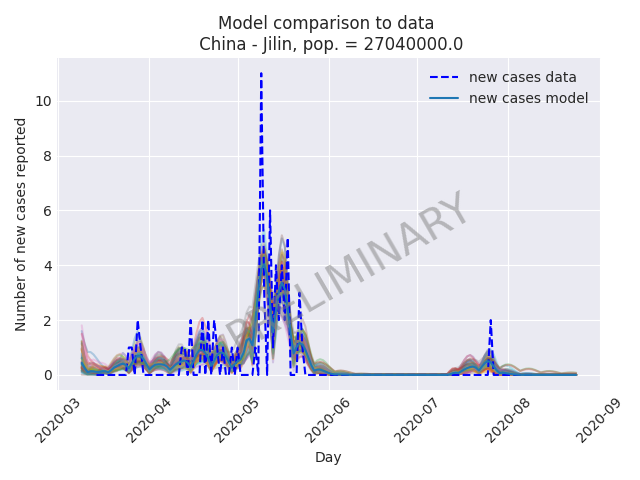 Model comparison to data
China - Jilin, pop. = 27040000.0
new cases data
new cases model
Number of new cases reported
10
8
6
4
2
0
PRELIMINARY
2020-03
2020-04
2020-05
2020-06
2020-07
2020-08
2020-09
Day